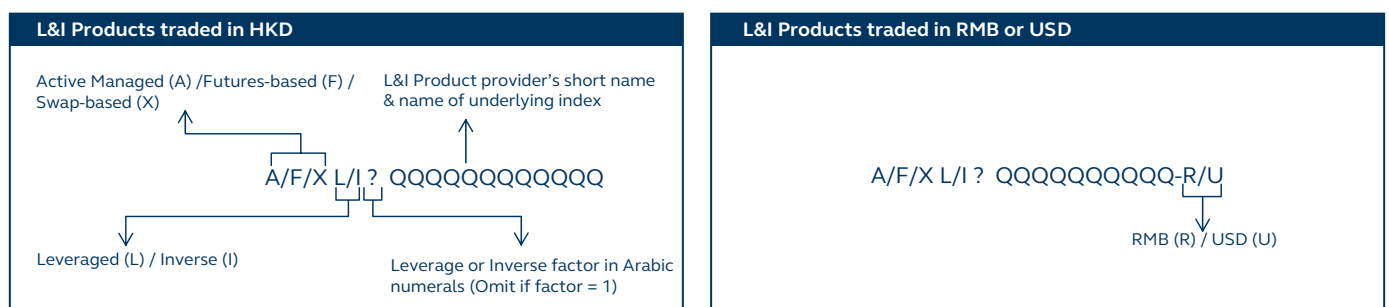 L&I Products traded in HKD
Active Managed (A) /Futures-based (F) /
Swap-based (X)
L&I Product provider’s short name
& name of underlying index
A/F/X L/I ? QQQQQQQQQQQQ
Leveraged (L) / Inverse (I)
Leverage or Inverse factor in Arabic
numerals (Omit if factor = 1)
L&I Products traded in RMB or USD
A/F/X L/I ? QQQQQQQQQQ-R/U
RMB (R) / USD (U)